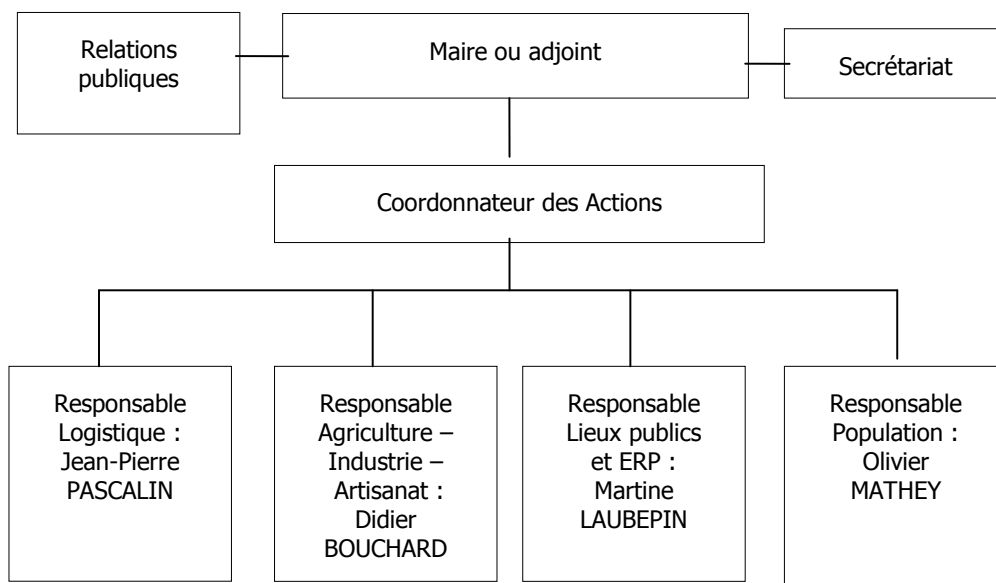 Relations
publiques
Maire ou adjoint
Secrétariat
Coordonnateur des Actions
Responsable
Logistique :
Jean-Pierre
PASCALIN
Responsable
Agriculture –
Industrie –
Artisanat :
Didier
BOUCHARD
Responsable
Lieux publics
et ERP :
Martine
LAUBEPIN
Responsable
Population :
Olivier
MATHEY